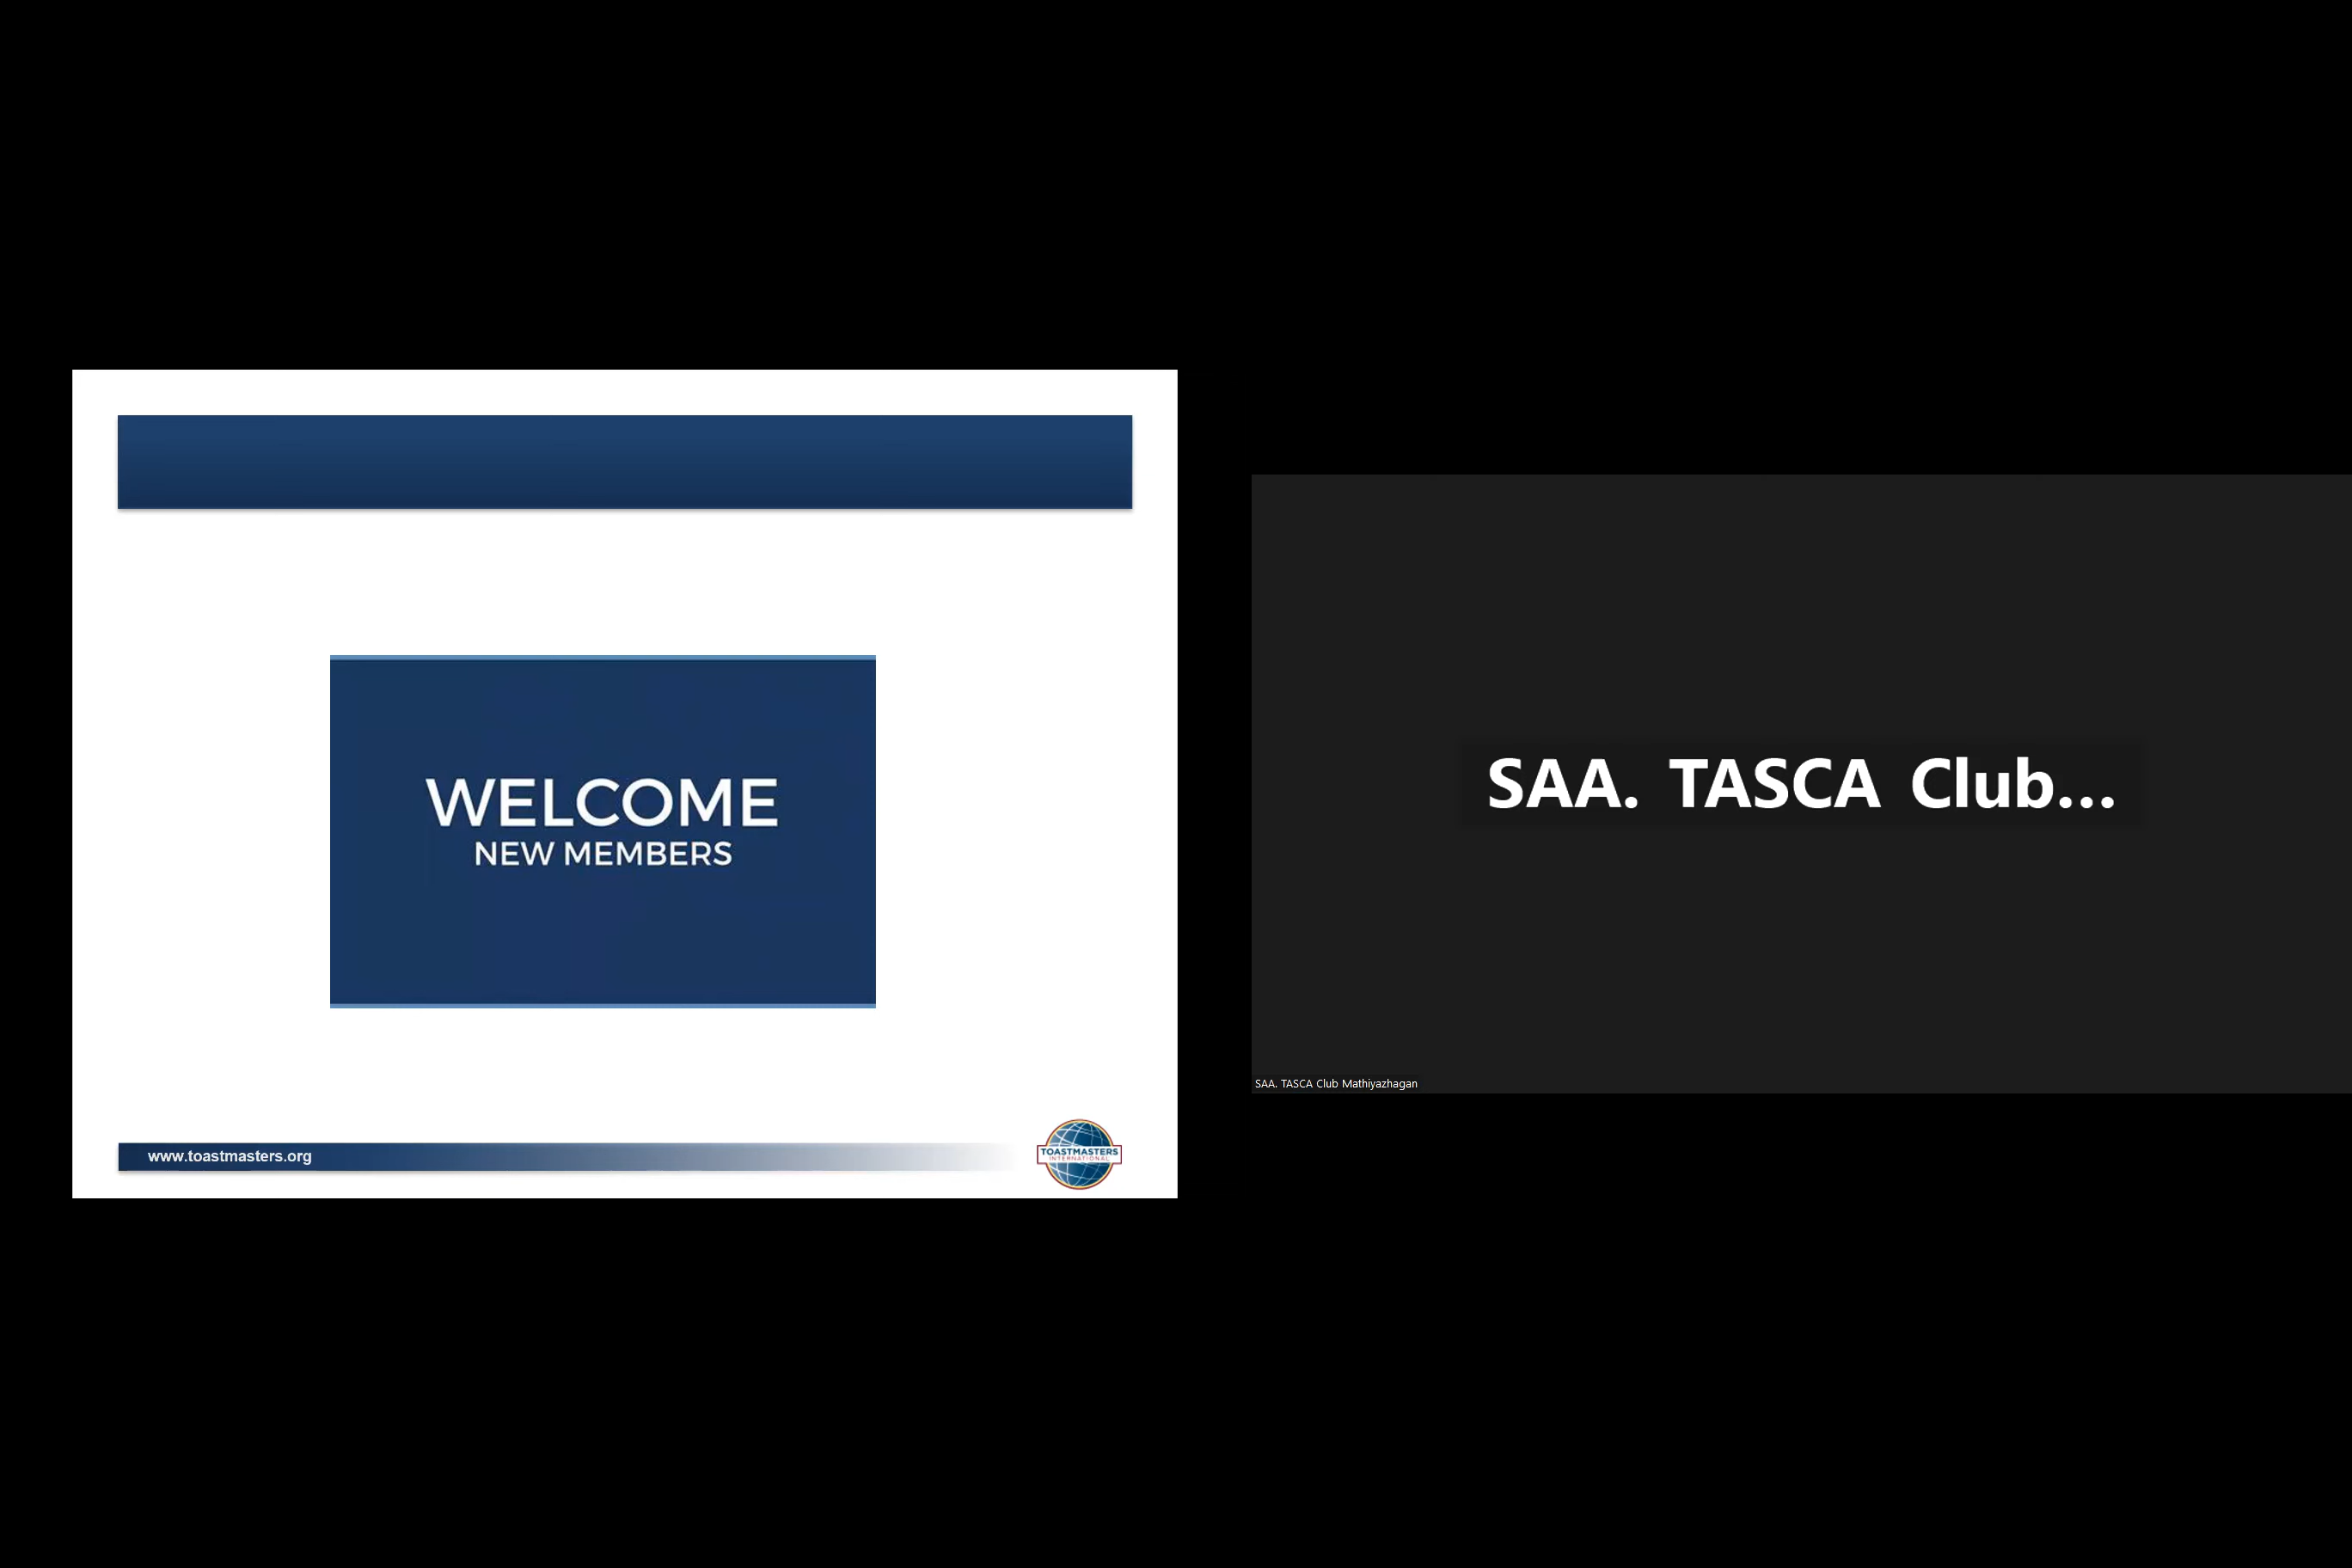 WELCOME
NEW MEMBERS
www.toastmasters.org
TOASTMASTERS
INTERNATIONAL
SAA. TASCA Club...
SAA. TASCA Club Mathiyazhagan